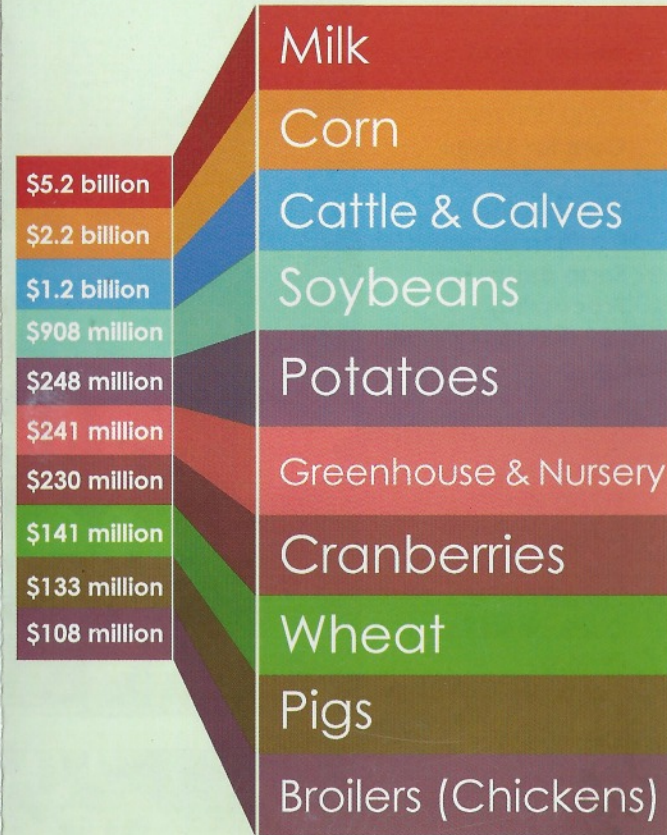 Milk
Corn
Cattle & Calves
Soybeans
Potatoes
Greenhouse & Nursery
Cranberries
Wheat
Pigs
Broilers (Chickens)
$5.2 billion
$2.2 billion
$1.2 billion
$908 million
$248 million
$241 million
$230 million
$141 million
$133 million
$108 million